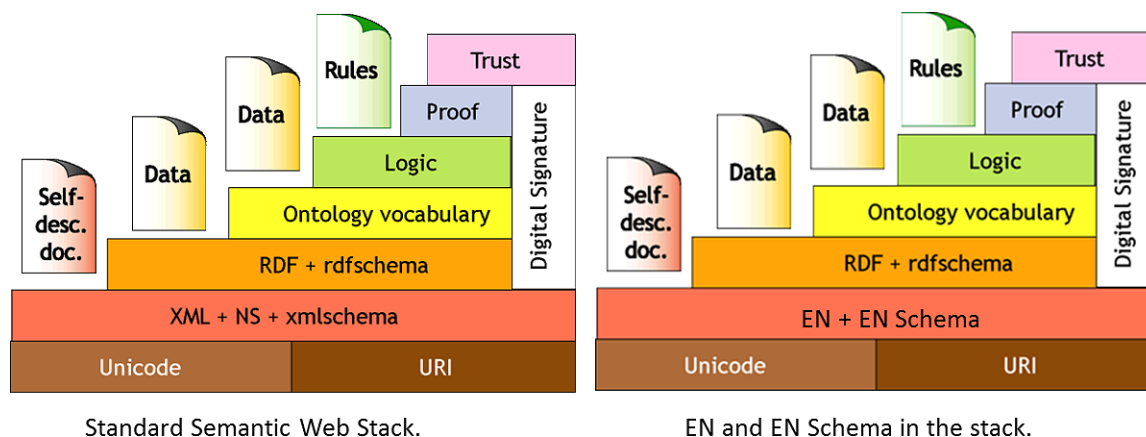 Rules
Trust
Data
Proof
Data
Logic
Self-
desc.
doc.
Ontology vocabulary
Digital Signature
RDF + rdfschema
XML + NS + xmlschema
Unicode
URI
Standard Semantic Web Stack.
Rules
Trust
Data
Proof
Data
Logic
Self-
desc.
doc.
Ontology vocabulary
Digital Signature
RDF + rdfschema
EN + EN Schema
Unicode
URI
EN and EN Schema in the stack.